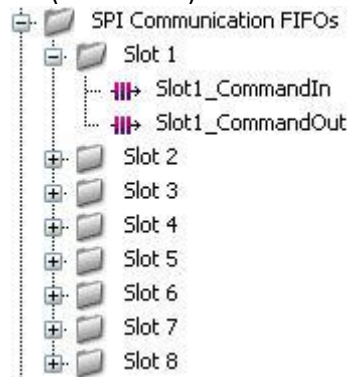 SPI Communication FIFOs
Slot 1
Slot1_CommandIn
Slot1_CommandOut
Slot 2
Slot 3
Slot 4
Slot 5
Slot 6
Slot 7
Slot 8